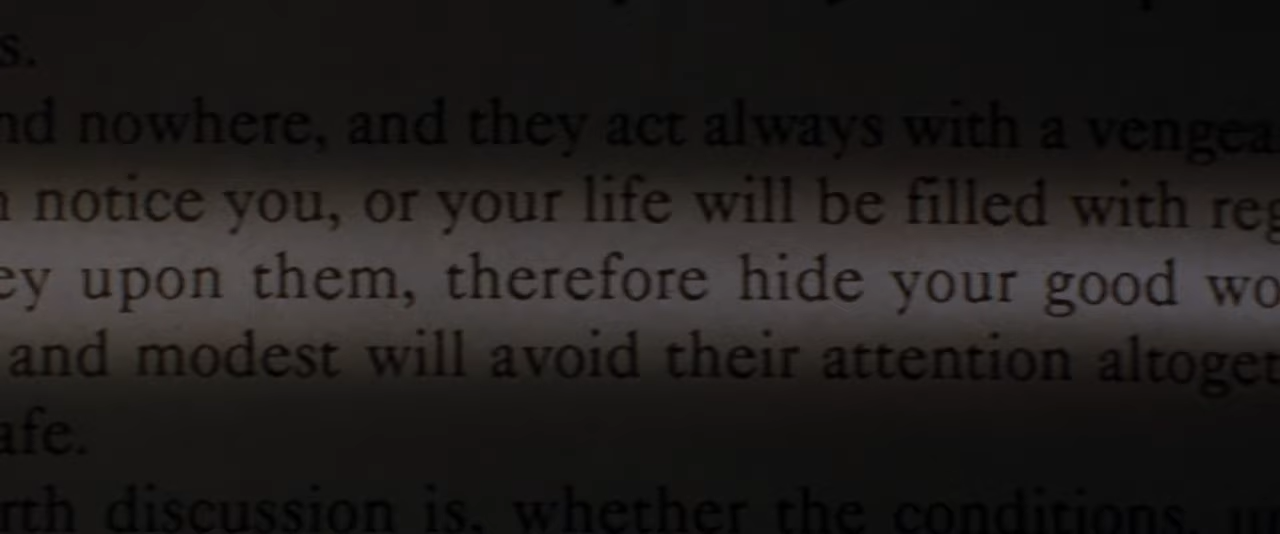 s.
nd nowhere, and they act always with a vengea
notice you, or your life will be filled with reg
ey upon them, therefore hide your good wo
and modest will avoid their attention altoget
afe.
rth discussion is, whether the conditions,